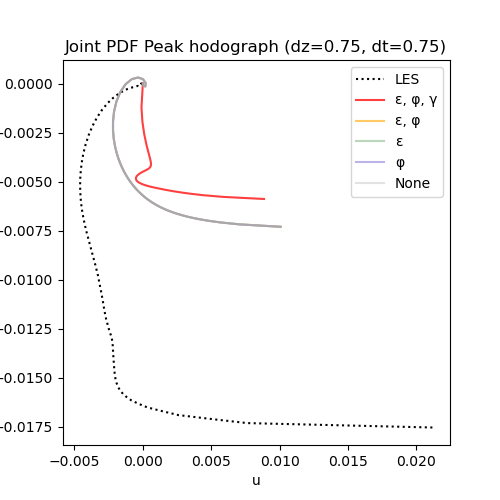 Joint PDF Peak hodograph (dz=0.75, dt=0.75)
LES
ε, φ, γ
ε, φ
ε
φ
None
0.0000
0.0025
0.0050
0.0075
0.0100
0.0125
0.0150
0.0175
−0.005 0.000 0.005 0.010 0.015 0.020
u